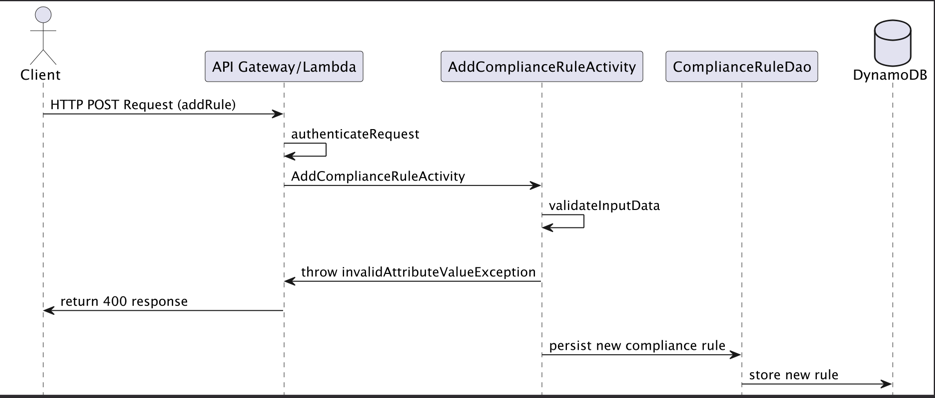 Client
API Gateway/Lambda
AddComplianceRuleActivity
ComplianceRuleDao
DynamoDB
HTTP POST Request (addRule)
authenticateRequest
AddComplianceRuleActivity
validateInputData
throw invalidAttributeValueException
return 400 response
persist new compliance rule
store new rule